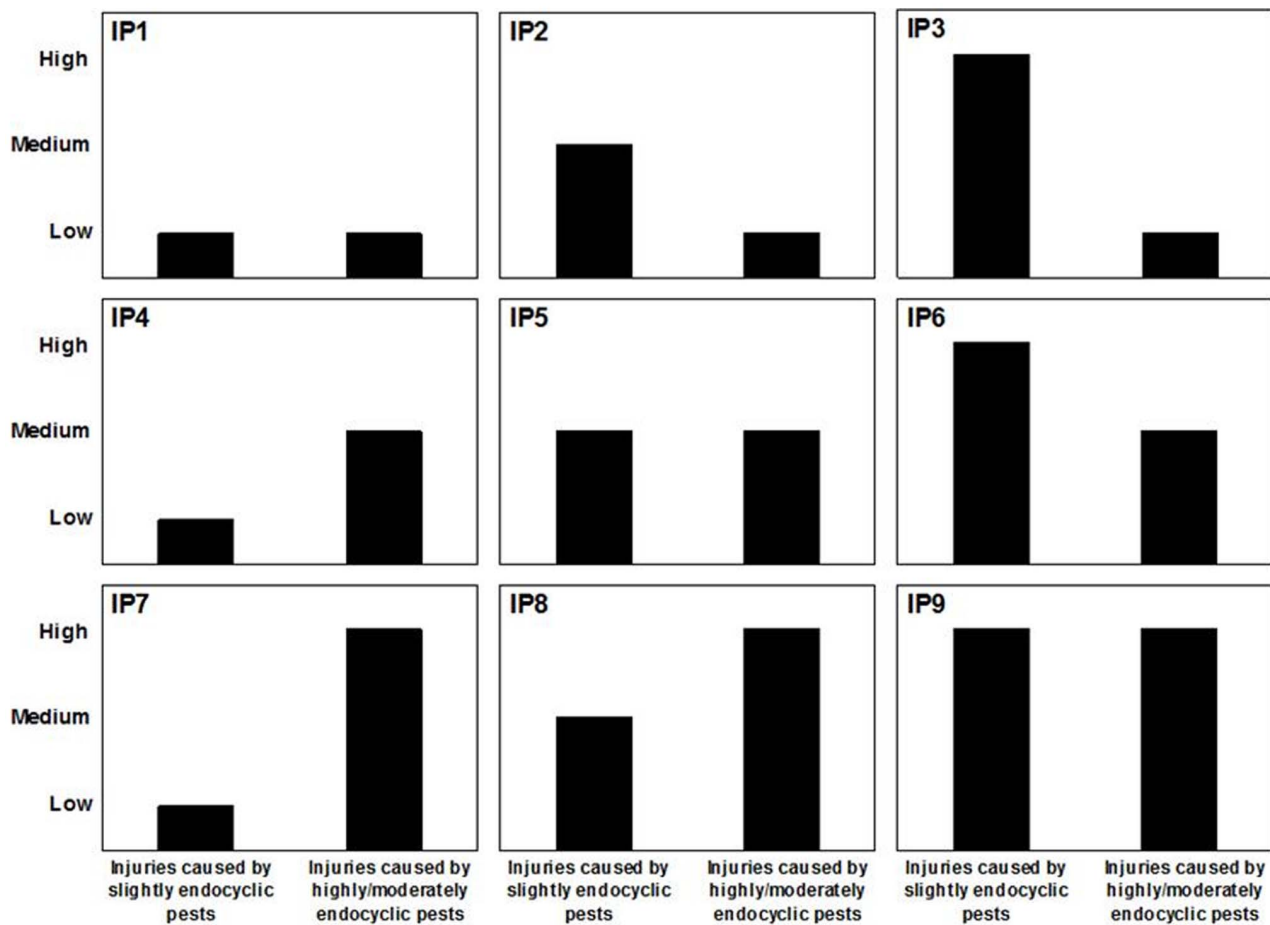 IP1
IP2
IP3
High
Medium
Low
IP4
IP5
IP6
High
Medium
Low
IP7
IP8
IP9
High
Medium
Low
Injuries caused by
slightly endocyclic
pests
Injuries caused by
highly/moderately
endocyclic pests
Injuries caused by
slightly endocyclic
pests
Injuries caused by
highly/moderately
endocyclic pests
Injuries caused by
slightly endocyclic
pests
Injuries caused by
highly/moderately
endocyclic pests